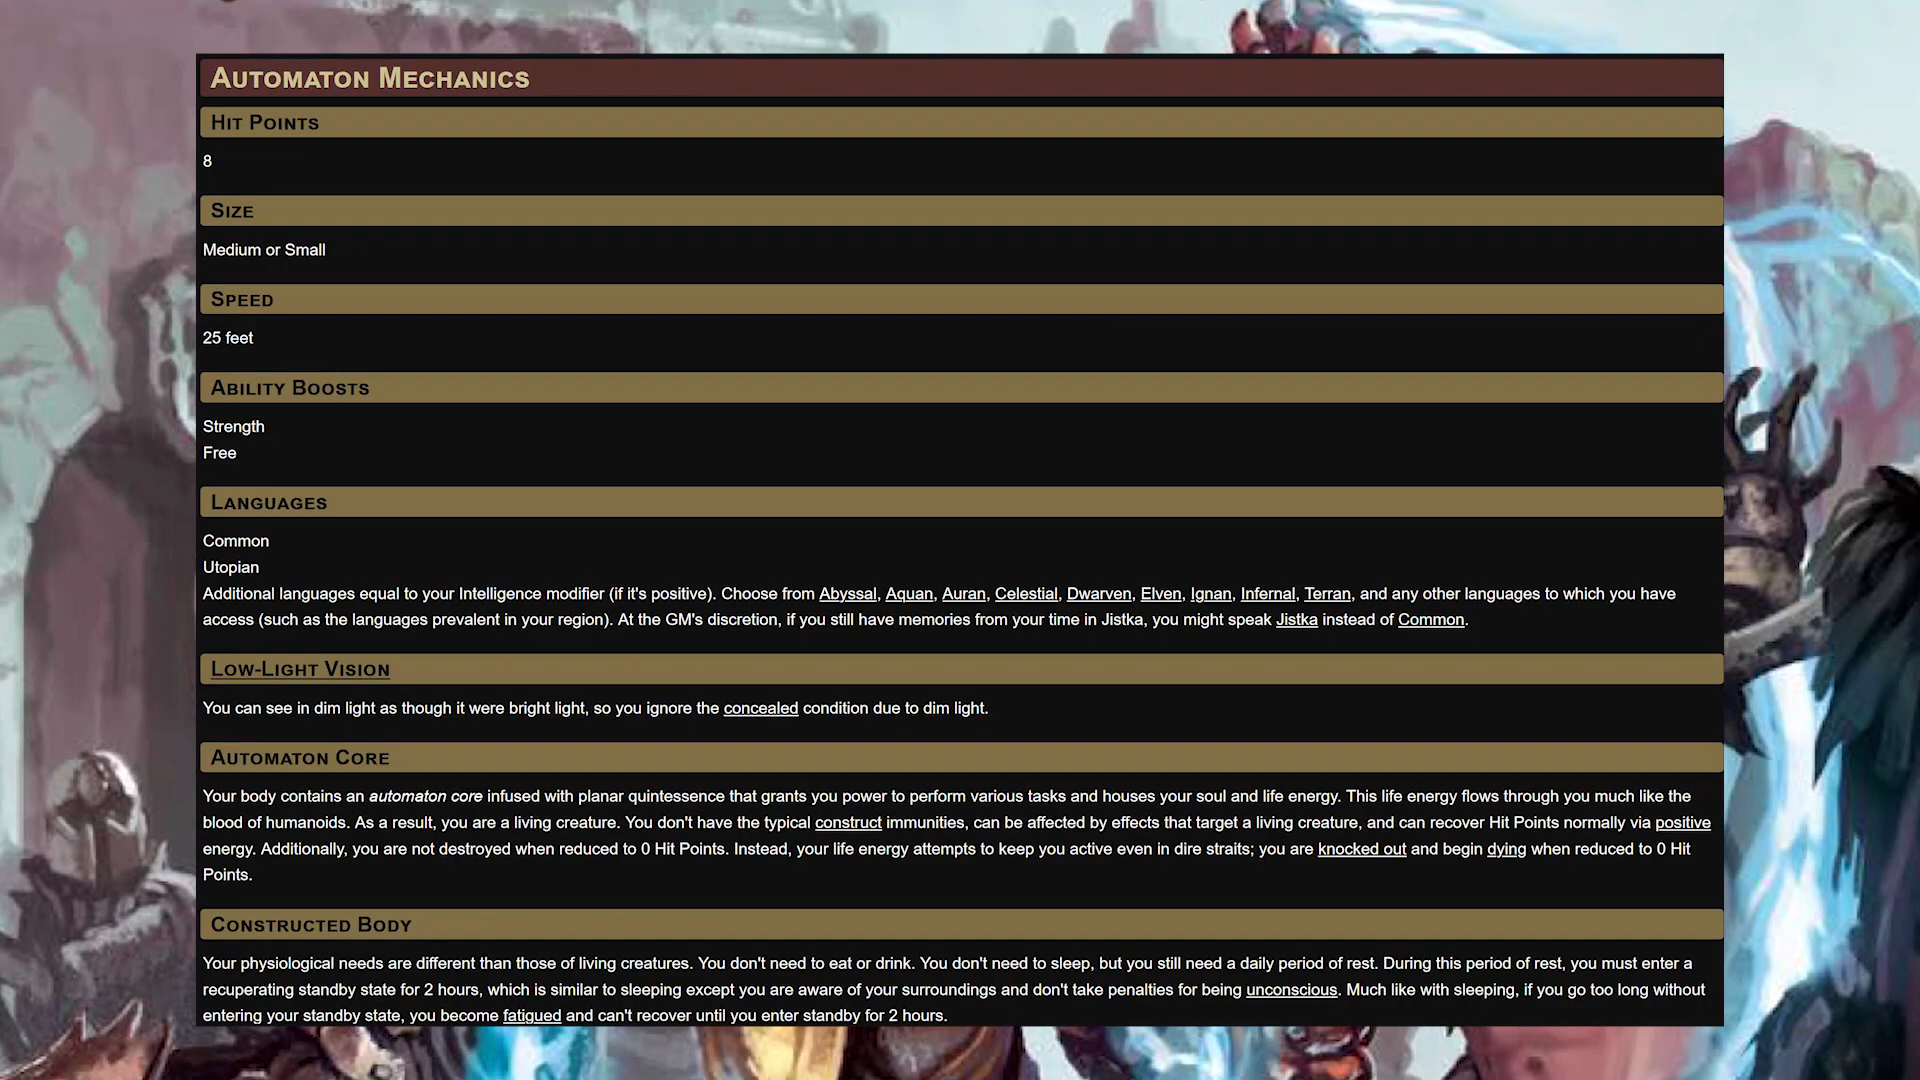 Automaton Mechanics
Hit Points
8
Size
Medium or Small
Speed
25 feet
Ability Boosts
Strength
Free
Languages
Common
Utopian
Additional languages equal to your Intelligence modifier (if it's positive). Choose from Abyssal, Aquan, Auran, Celestial, Dwarven, Elven, Ignan, Infernal, Terran, and any other languages to which you have
access (such as the languages prevalent in your region). At the GM's discretion, if you still have memories from your time in Jistka, you might speak Jistka instead of Common.
Low-Light Vision
You can see in dim light as though it were bright light, so you ignore the concealed condition due to dim light.
Automaton Core
Your body contains an automaton core infused with planar quintessence that grants you power to perform various tasks and houses your soul and life energy. This life energy flows through you much like the
blood of humanoids. As a result, you are a living creature. You don't have the typical construct immunities, can be affected by effects that target a living creature, and can recover Hit Points normally via positive
energy. Additionally, you are not destroyed when reduced to 0 Hit Points. Instead, your life energy attempts to keep you active even in dire straits; you are knocked out and begin dying when reduced to 0 Hit
Points.
Constructed Body
Your physiological needs are different than those of living creatures. You don't need to eat or drink. You don't need to sleep, but you still need a daily period of rest. During this period of rest, you must enter a
recuperating standby state for 2 hours, which is similar to sleeping except you are aware of your surroundings and don't take penalties for being unconscious. Much like with sleeping, if you go too long without
entering your standby state, you become fatigued and can't recover until you enter standby for 2 hours.